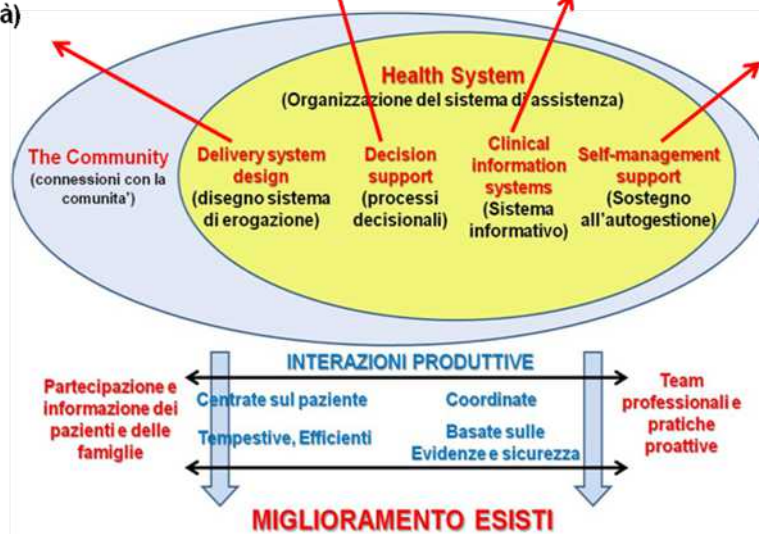 à)
Health System
(Organizzazione del sistema di assistenza)
The Community
(connessioni con la
comunita')
Delivery system
design
(disegno sistema
di erogazione)
Decision
support
(processi
decisionali)
Clinical
information
systems
(Sistema
informativo)
Self-management
support
(Sostegno
all'autogestione)
INTERAZIONI PRODUTTIVE
Partecipazione e
informazione dei
pazienti e delle
famiglie
Centrate sul paziente
Tempestive, Efficienti
Coordinate
Basate sulle
Evidenze e sicurezza
Team
professionali e
pratiche
proattive
MIGLIORAMENTO ESISTI